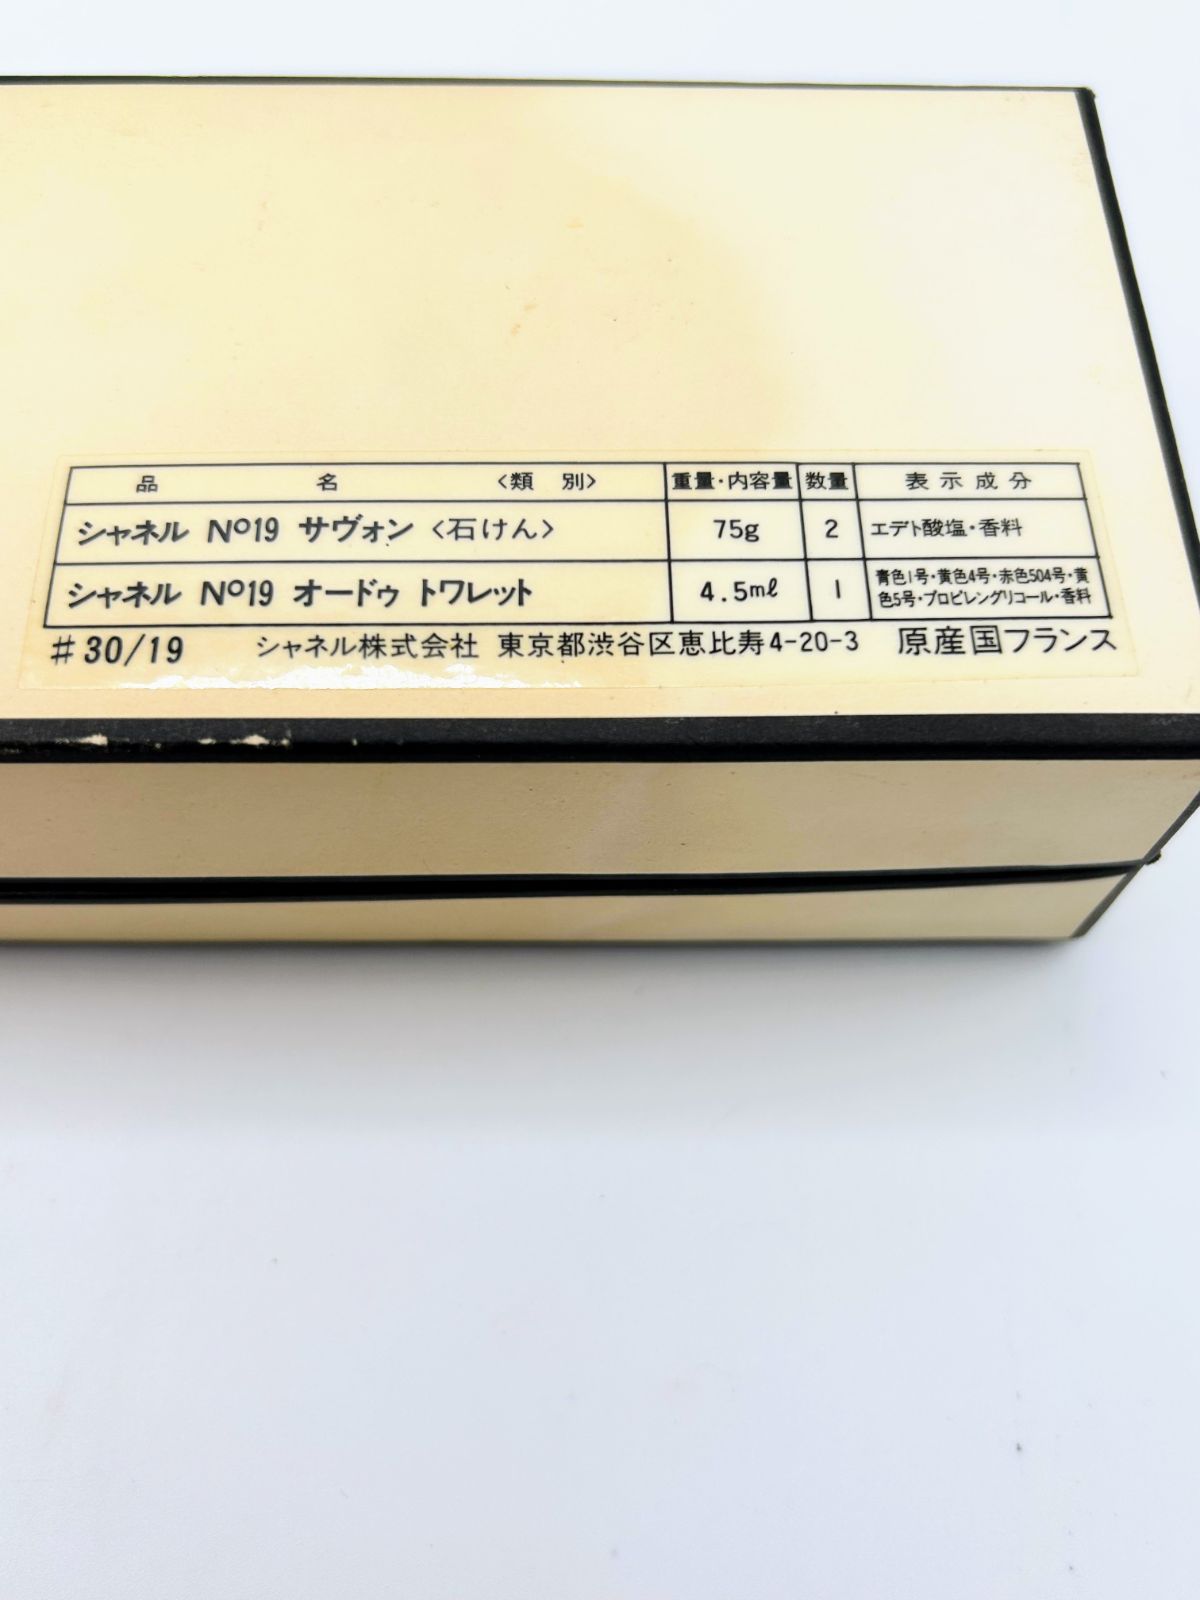 品名 <類別> 重量・内容量 数量 表示成分
シャネル Nº19 サヴォン <石けん> 75g 2 エデト酸塩・香料
シャネル Nº19 オードゥ トワレット 4.5mℓ 1 青色1号・黄色4号・赤色504号・黄
色5号・プロピレングリコール・香料
#30/19 シャネル株式会社 東京都渋谷区恵比寿4-20-3 原産国フランス